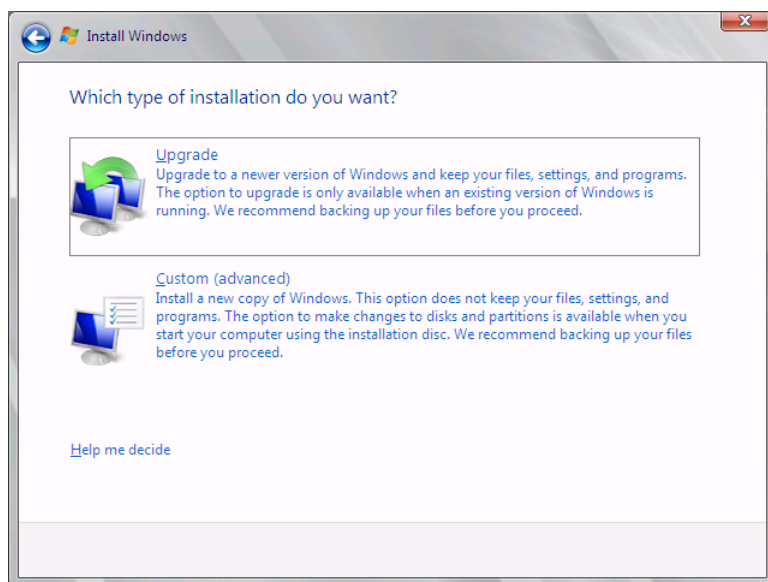 Install Windows
Which type of installation do you want?
Upgrade
Upgrade to a newer version of Windows and keep your files, settings, and programs.
The option to upgrade is only available when an existing version of Windows is
running. We recommend backing up your files before you proceed.
Custom (advanced)
Install a new copy of Windows. This option does not keep your files, settings, and
programs. The option to make changes to disks and partitions is available when you
start your computer using the installation disc. We recommend backing up your files
before you proceed.
Help me decide